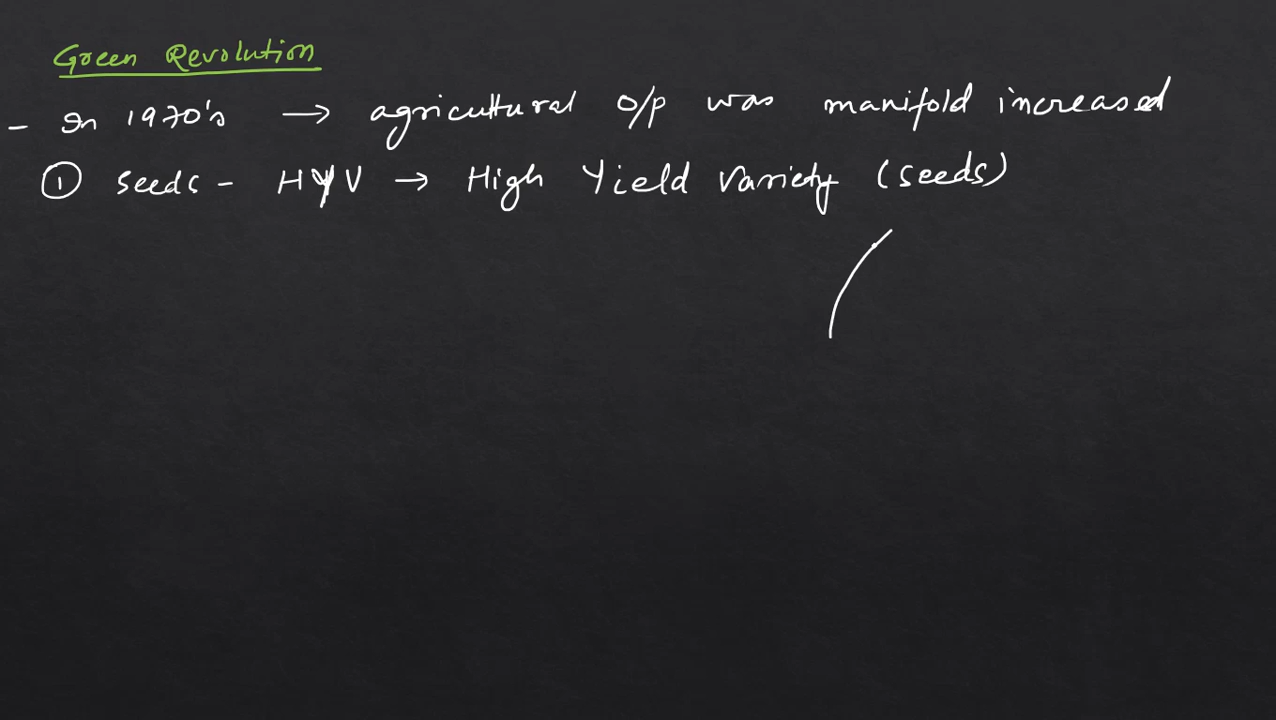 Green Revolution
- In 1970's → agricultural o/p was manifold increased
① Seeds - HYV → High Yield Variety (Seeds)